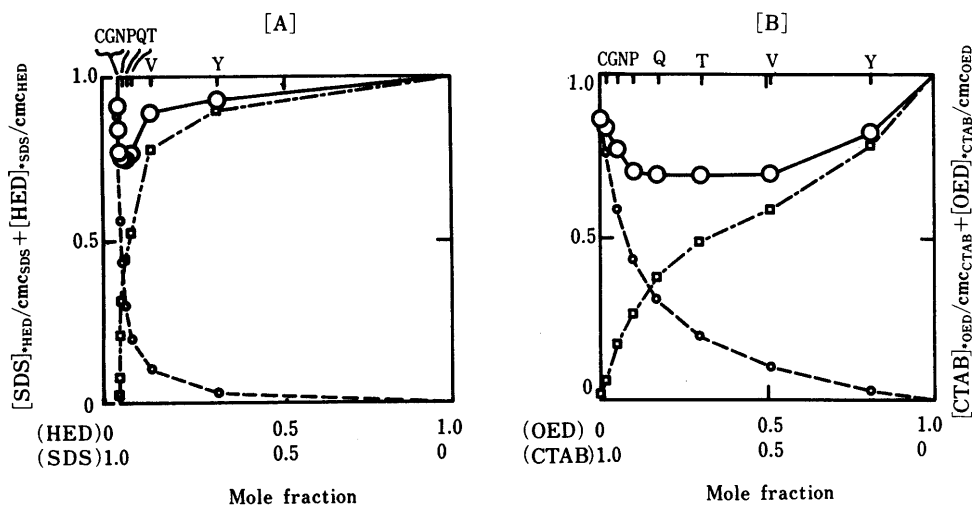 [A]
CGNPQT
V
Y
1.0
0.5
0
[SDS]•HED/cmcSDS+[HED]•SDS/cmcHED
(HED)0 0.5 1.0
(SDS)1.0 0.5 0
Mole fraction
[B]
CGNP Q T V Y
1.0
0.5
0
[CTAB]•OED/cmcCTAB+[OED]•CTAB/cmcOED
(OED) 0 0.5 1.0
(CTAB)1.0 0.5 0
Mole fraction